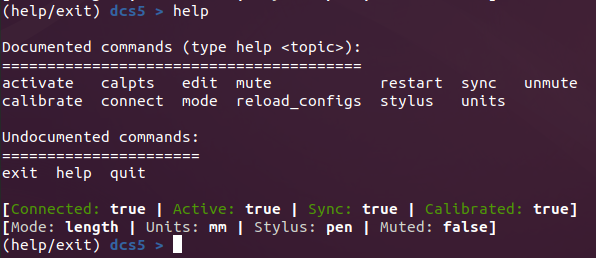 (help/exit) dcs5 > help
Documented commands (type help <topic>):
========================================
activate calpts edit mute restart sync unmute
calibrate connect mode reload_configs stylus units
Undocumented commands:
======================
exit help quit
[Connected: true | Active: true | Sync: true | Calibrated: true]
[Mode: length | Units: mm | Stylus: pen | Muted: false]
(help/exit) dcs5 >